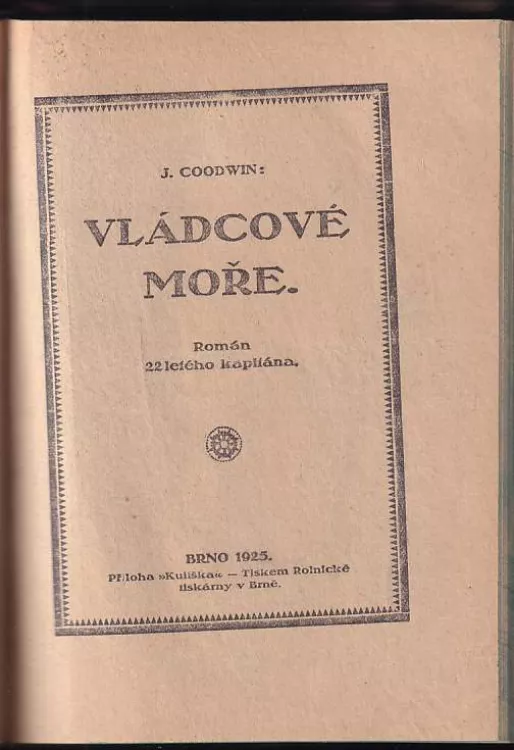 J. COODWIN:
VLÁDCOVÉ
MOŘE.
Román
22letého kapitána.
BRNO 1925.
Příloha »Kulíška« — Tiskem Rolnické
tiskárny v Brně.